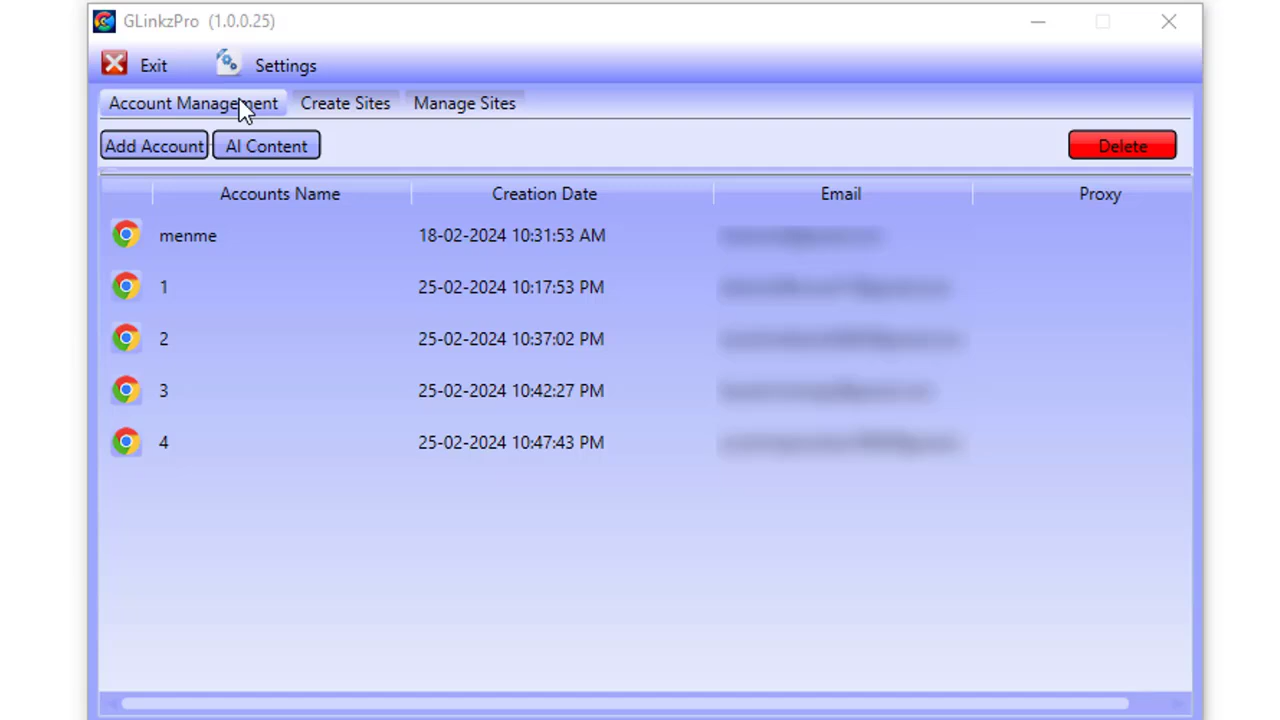 GLinkzPro (1.0.0.25)
Exit Settings
Account Management Create Sites Manage Sites
Add Account AI Content Delete
Accounts Name Creation Date Email Proxy
menme 18-02-2024 10:31:53 AM
1 25-02-2024 10:17:53 PM
2 25-02-2024 10:37:02 PM
3 25-02-2024 10:42:27 PM
4 25-02-2024 10:47:43 PM